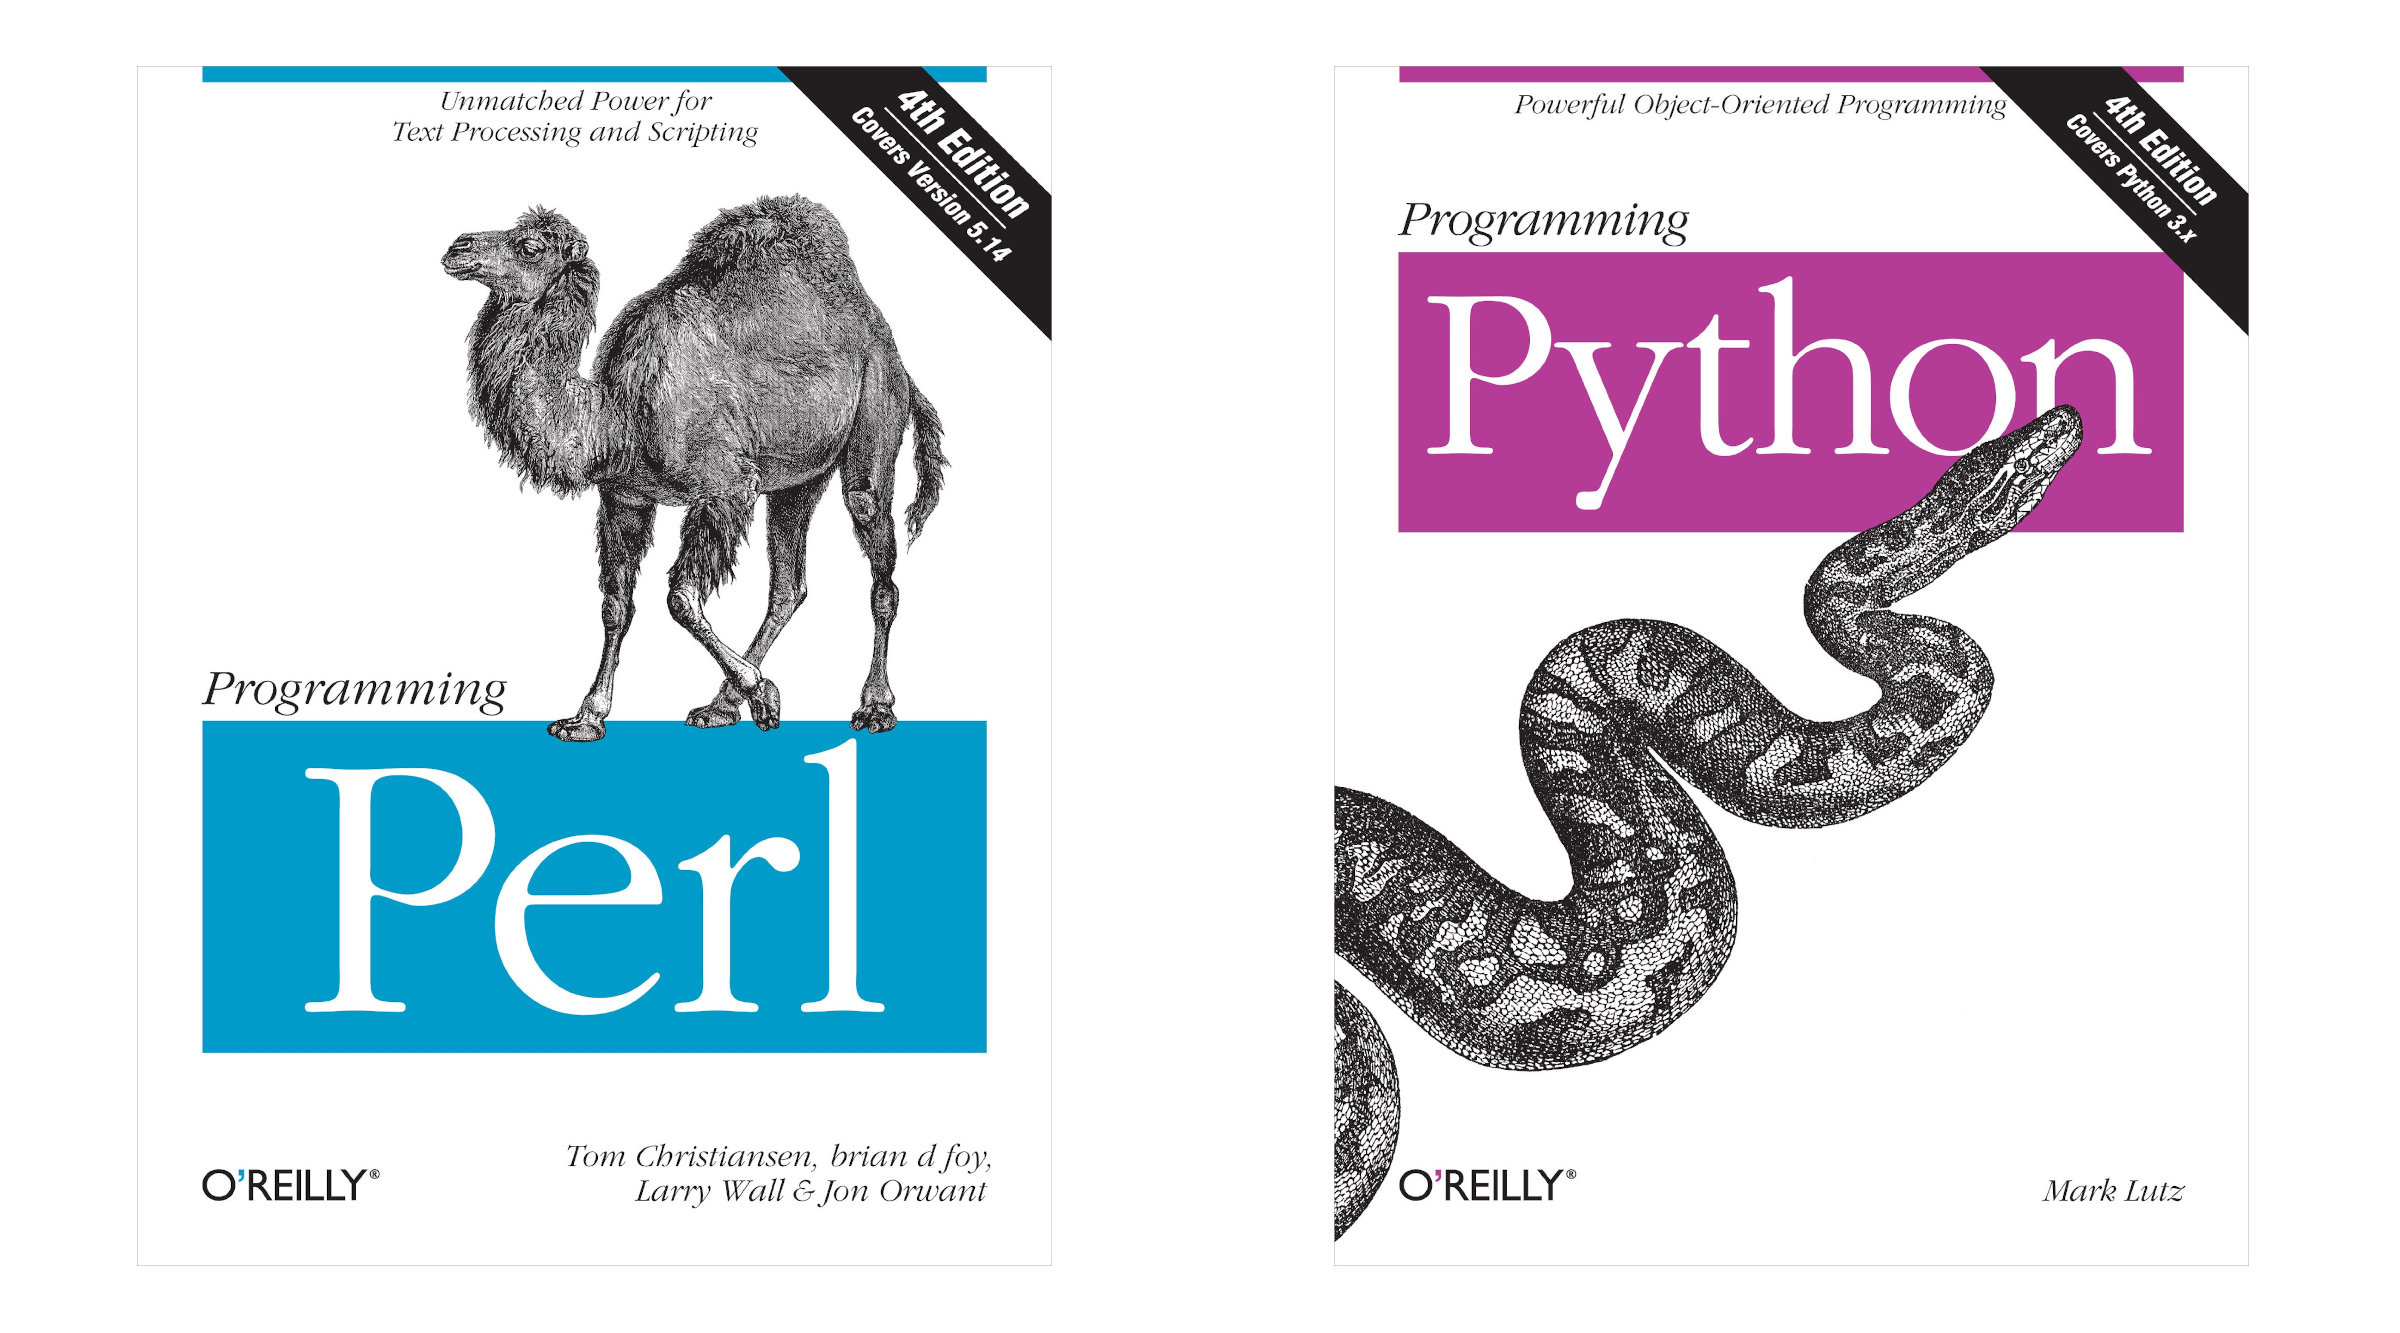 Unmatched Power for
Text Processing and Scripting
4th Edition
Covers Version 5.14
Programming
Perl
O'REILLY®
Tom Christiansen, brian d foy,
Larry Wall & Jon Orwant
Powerful Object-Oriented Programming
4th Edition
Covers Python 3.x
Programming
Python
O'REILLY®
Mark Lutz